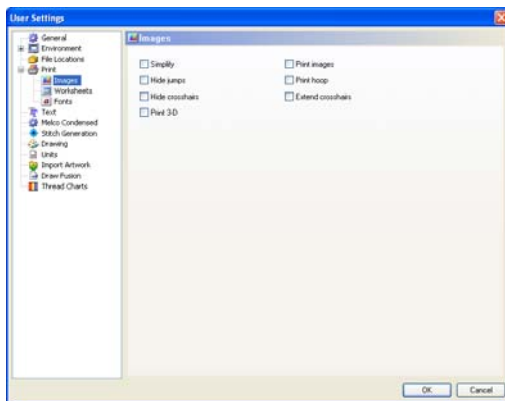 User Settings
General
Environment
File Locations
Print
Images
Worksheets
Fonts
Text
Melco Condensed
Stitch Generation
Drawing
Units
Import Artwork
Draw Fusion
Thread Charts
Images
Simplify
Print images
Hide jumps
Print hoop
Hide crosshairs
Extend crosshairs
Print 3-D
OK
Cancel